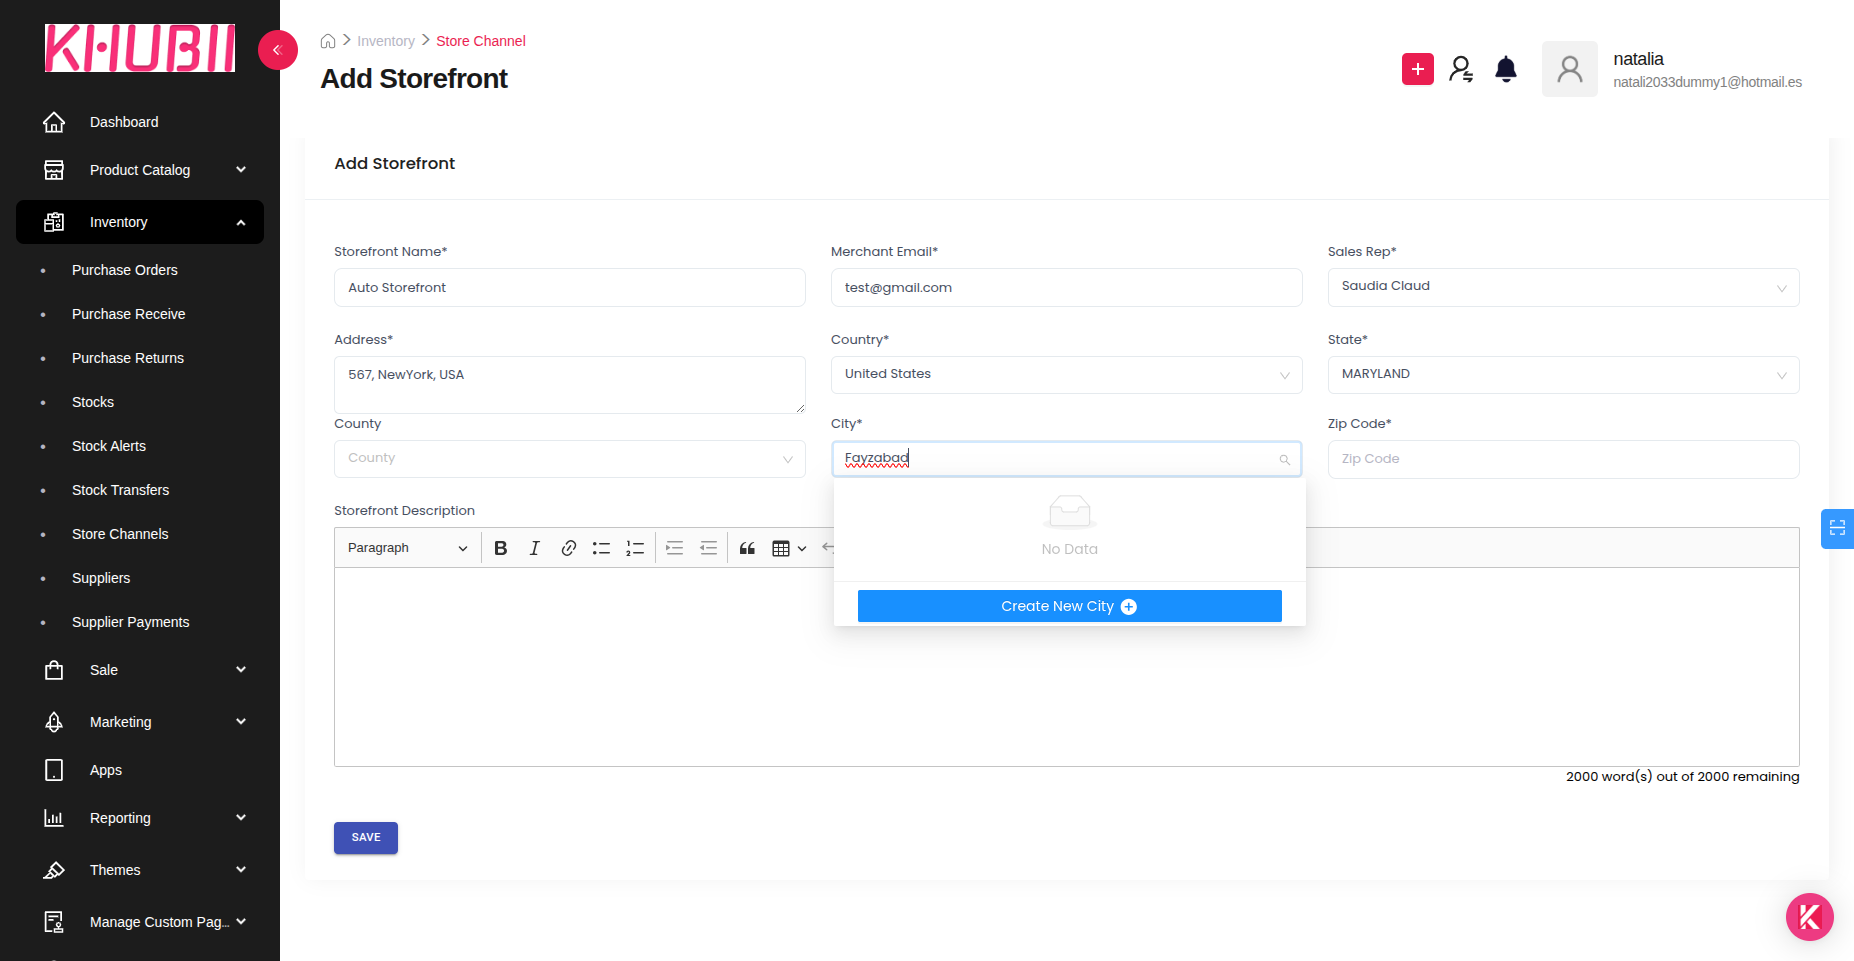 KHUBII
Dashboard
Product Catalog
Inventory
Purchase Orders
Purchase Receive
Purchase Returns
Stocks
Stock Alerts
Stock Transfers
Store Channels
Suppliers
Supplier Payments
Sale
Marketing
Apps
Reporting
Themes
Manage Custom Pag...
Inventory Store Channel
Add Storefront
natalia
natali2033dummy1@hotmail.es
Add Storefront
Storefront Name* Merchant Email* Sales Rep*
Auto Storefront test@gmail.com Saudia Claud
Address* Country* State*
567, NewYork, USA United States MARYLAND
County City* Zip Code*
County Fayzabad Zip Code
No Data
Create New City
Storefront Description
Paragraph
2000 word(s) out of 2000 remaining
SAVE